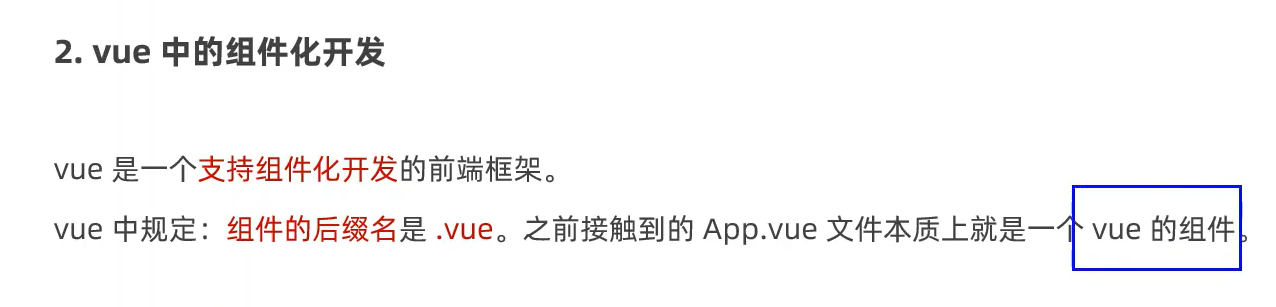 2. vue 中的组件化开发
vue 是一个支持组件化开发的前端框架。
vue 中规定：组件的后缀名是 .vue。之前接触到的 App.vue 文件本质上就是一个 vue 的组件。